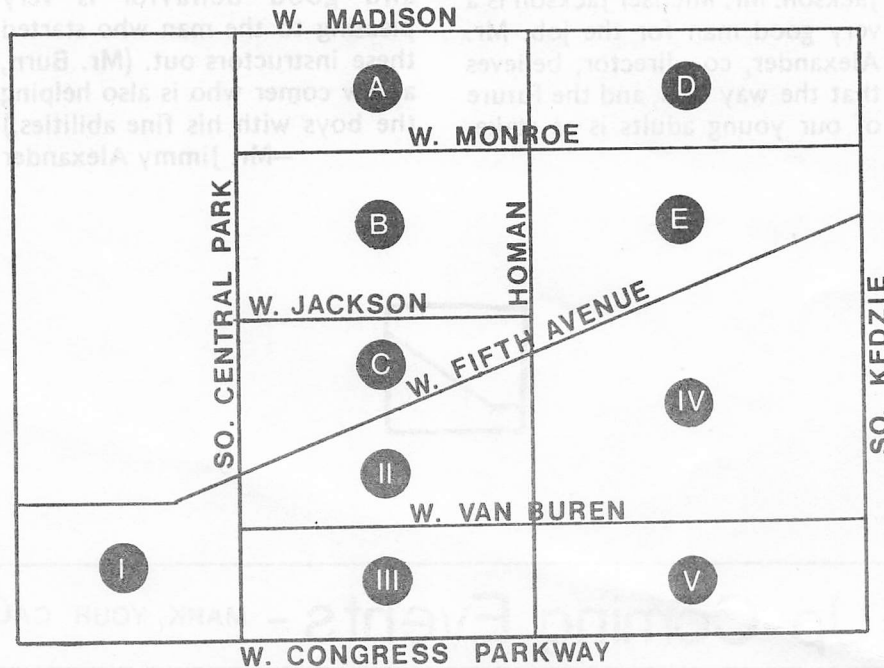 W. MADISON
A
D
W. MONROE
SO. CENTRAL PARK
B
HOMAN
E
W. JACKSON
C
W. FIFTH AVENUE
SO. KEDZIE
IV
II
W. VAN BUREN
I
III
V
W. CONGRESS PARKWAY